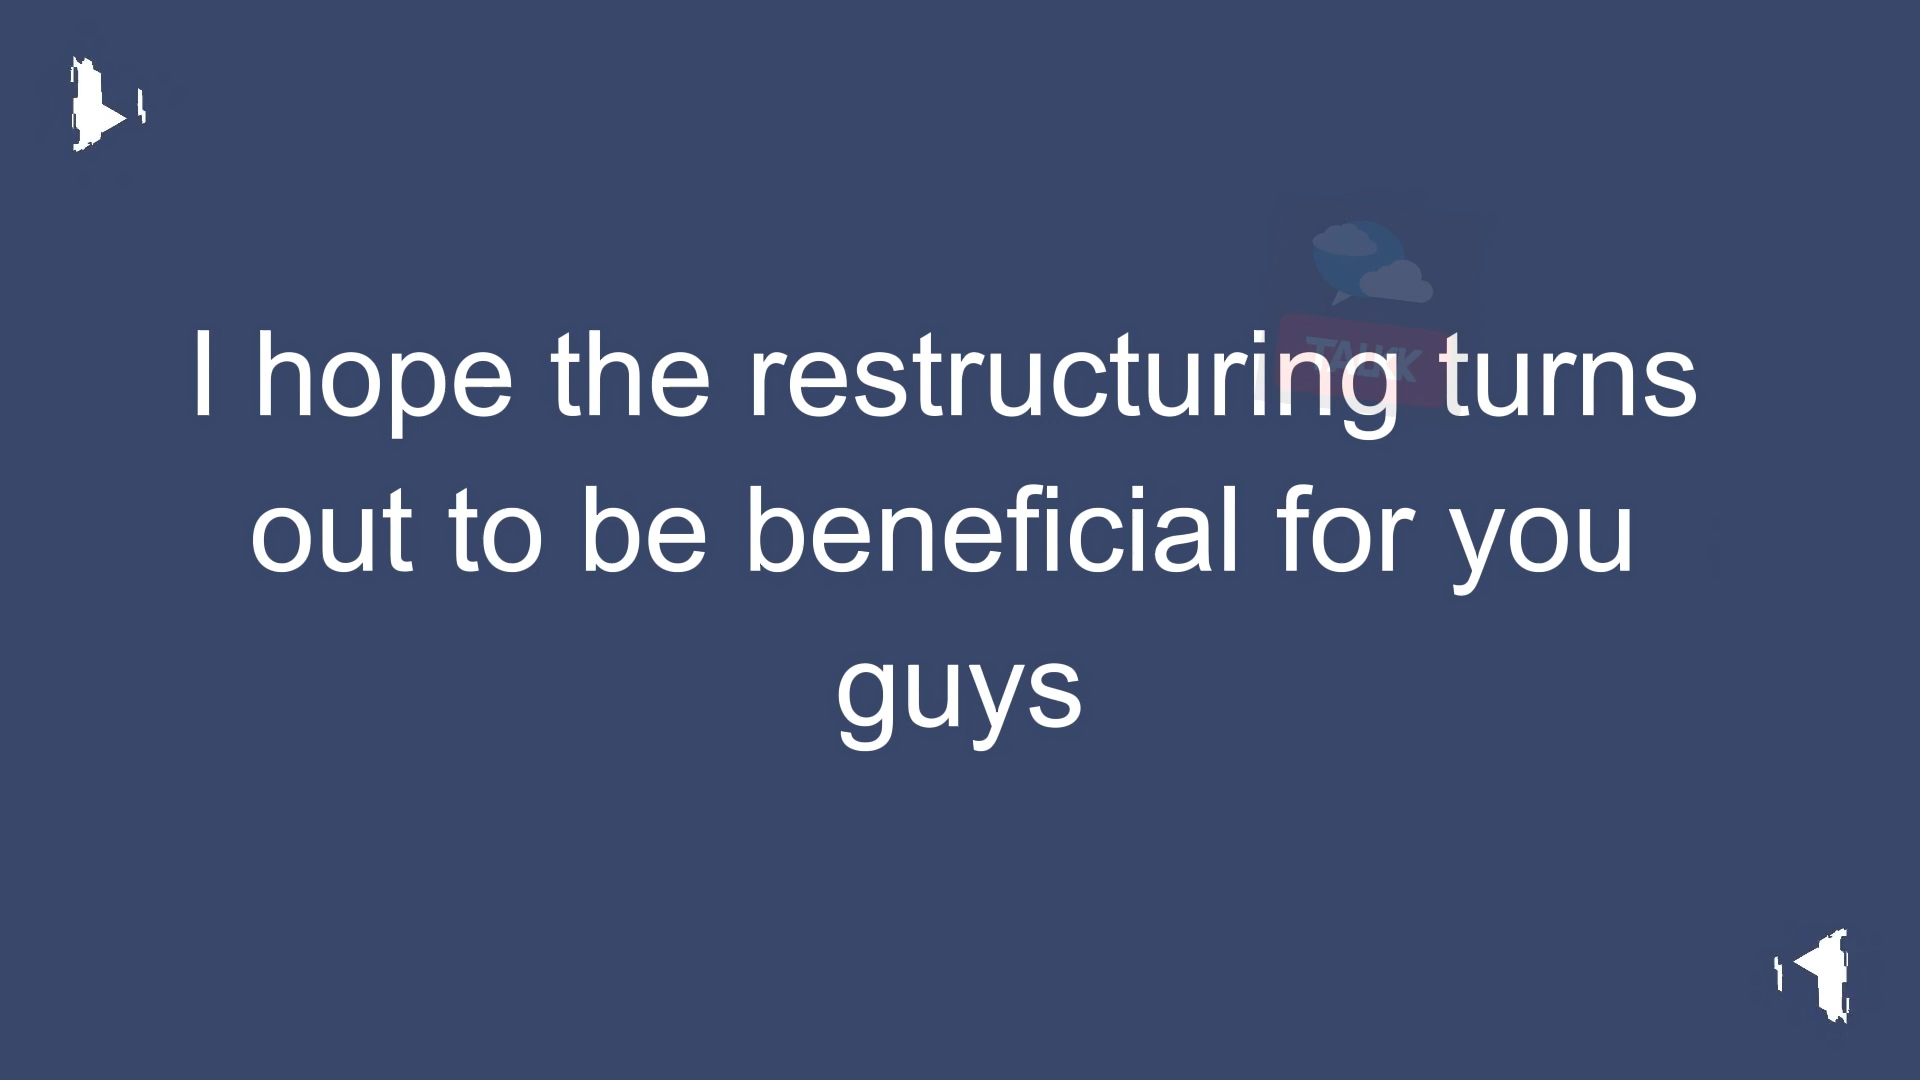 I hope the restructuring turns
out to be beneficial for you
guys